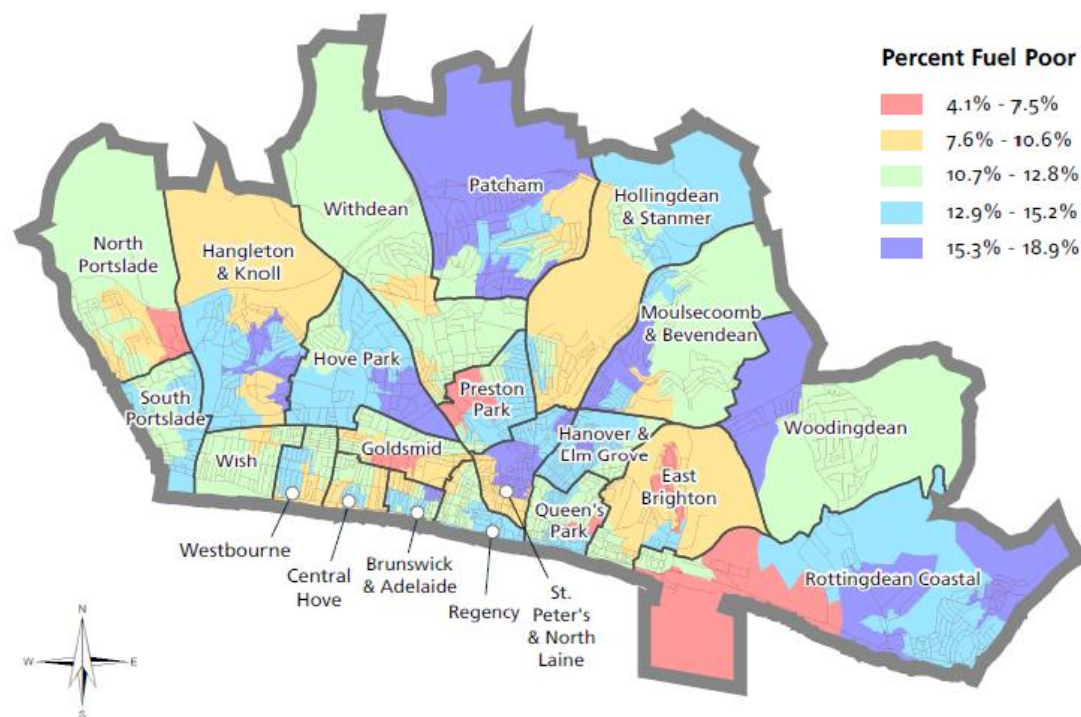 Percent Fuel Poor
4.1% - 7.5%
7.6% - 10.6%
10.7% - 12.8%
12.9% - 15.2%
15.3% - 18.9%
Patcham
Hollingdean
& Stanmer
Withdean
North
Portslade
Hangleton
& Knoll
Moulsecoomb
& Bevendean
Hove Park
Preston
Park
South
Portslade
Woodingdean
Hanover &
Elm Grove
Goldsmid
Wish
East
Brighton
Queen's
Park
Westbourne
Central
Hove
Brunswick
& Adelaide
Regency
St.
Peter's
& North
Laine
Rottingdean Coastal
N
W
E
S